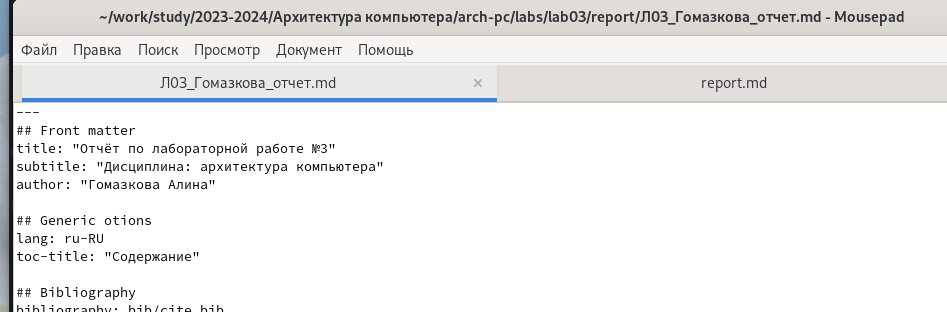 ~/work/study/2023-2024/Архитектура компьютера/arch-pc/labs/lab03/report/Л03_Гомазкова_отчет.md - Mousepad
Файл Правка Поиск Просмотр Документ Помощь
Л03_Гомазкова_отчет.md × report.md
---
## Front matter
title: "Отчёт по лабораторной работе №3"
subtitle: "Дисциплина: архитектура компьютера"
author: "Гомазкова Алина"
## Generic otions
lang: ru-RU
toc-title: "Содержание"
## Bibliography
bibliography: bib/cite.bib